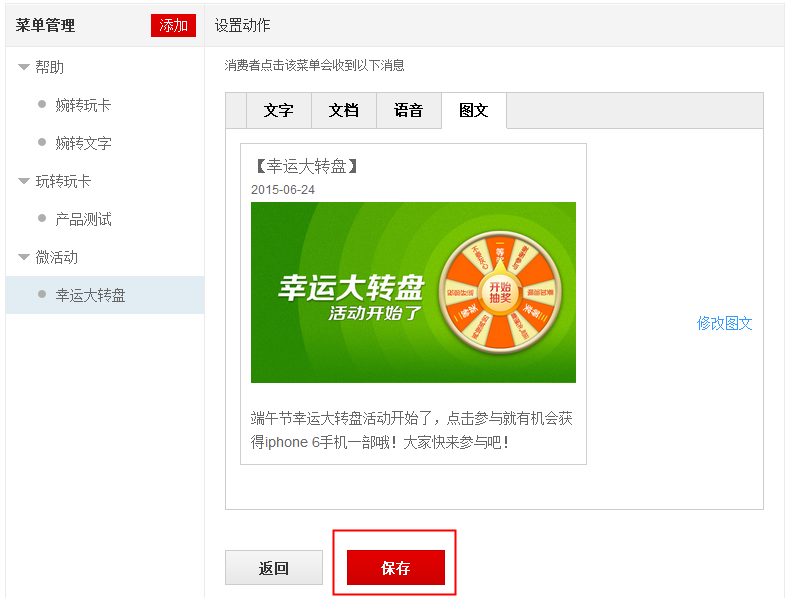 菜单管理
添加
设置动作
帮助
婉转玩卡
婉转文字
玩转玩卡
产品测试
微活动
幸运大转盘
消费者点击该菜单会收到以下消息
文字
文档
语音
图文
【幸运大转盘】
2015-06-24
幸运大转盘
活动开始了
开始
抽奖
端午节幸运大转盘活动开始了，点击参与就有机会获
得iphone 6手机一部哦！大家快来参与吧！
修改图文
返回
保存